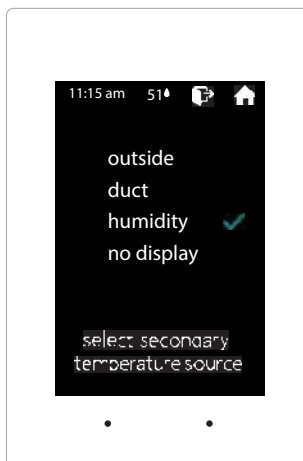 11:15 am 51
outside
duct
humidity
no display
select secondary
temperature source